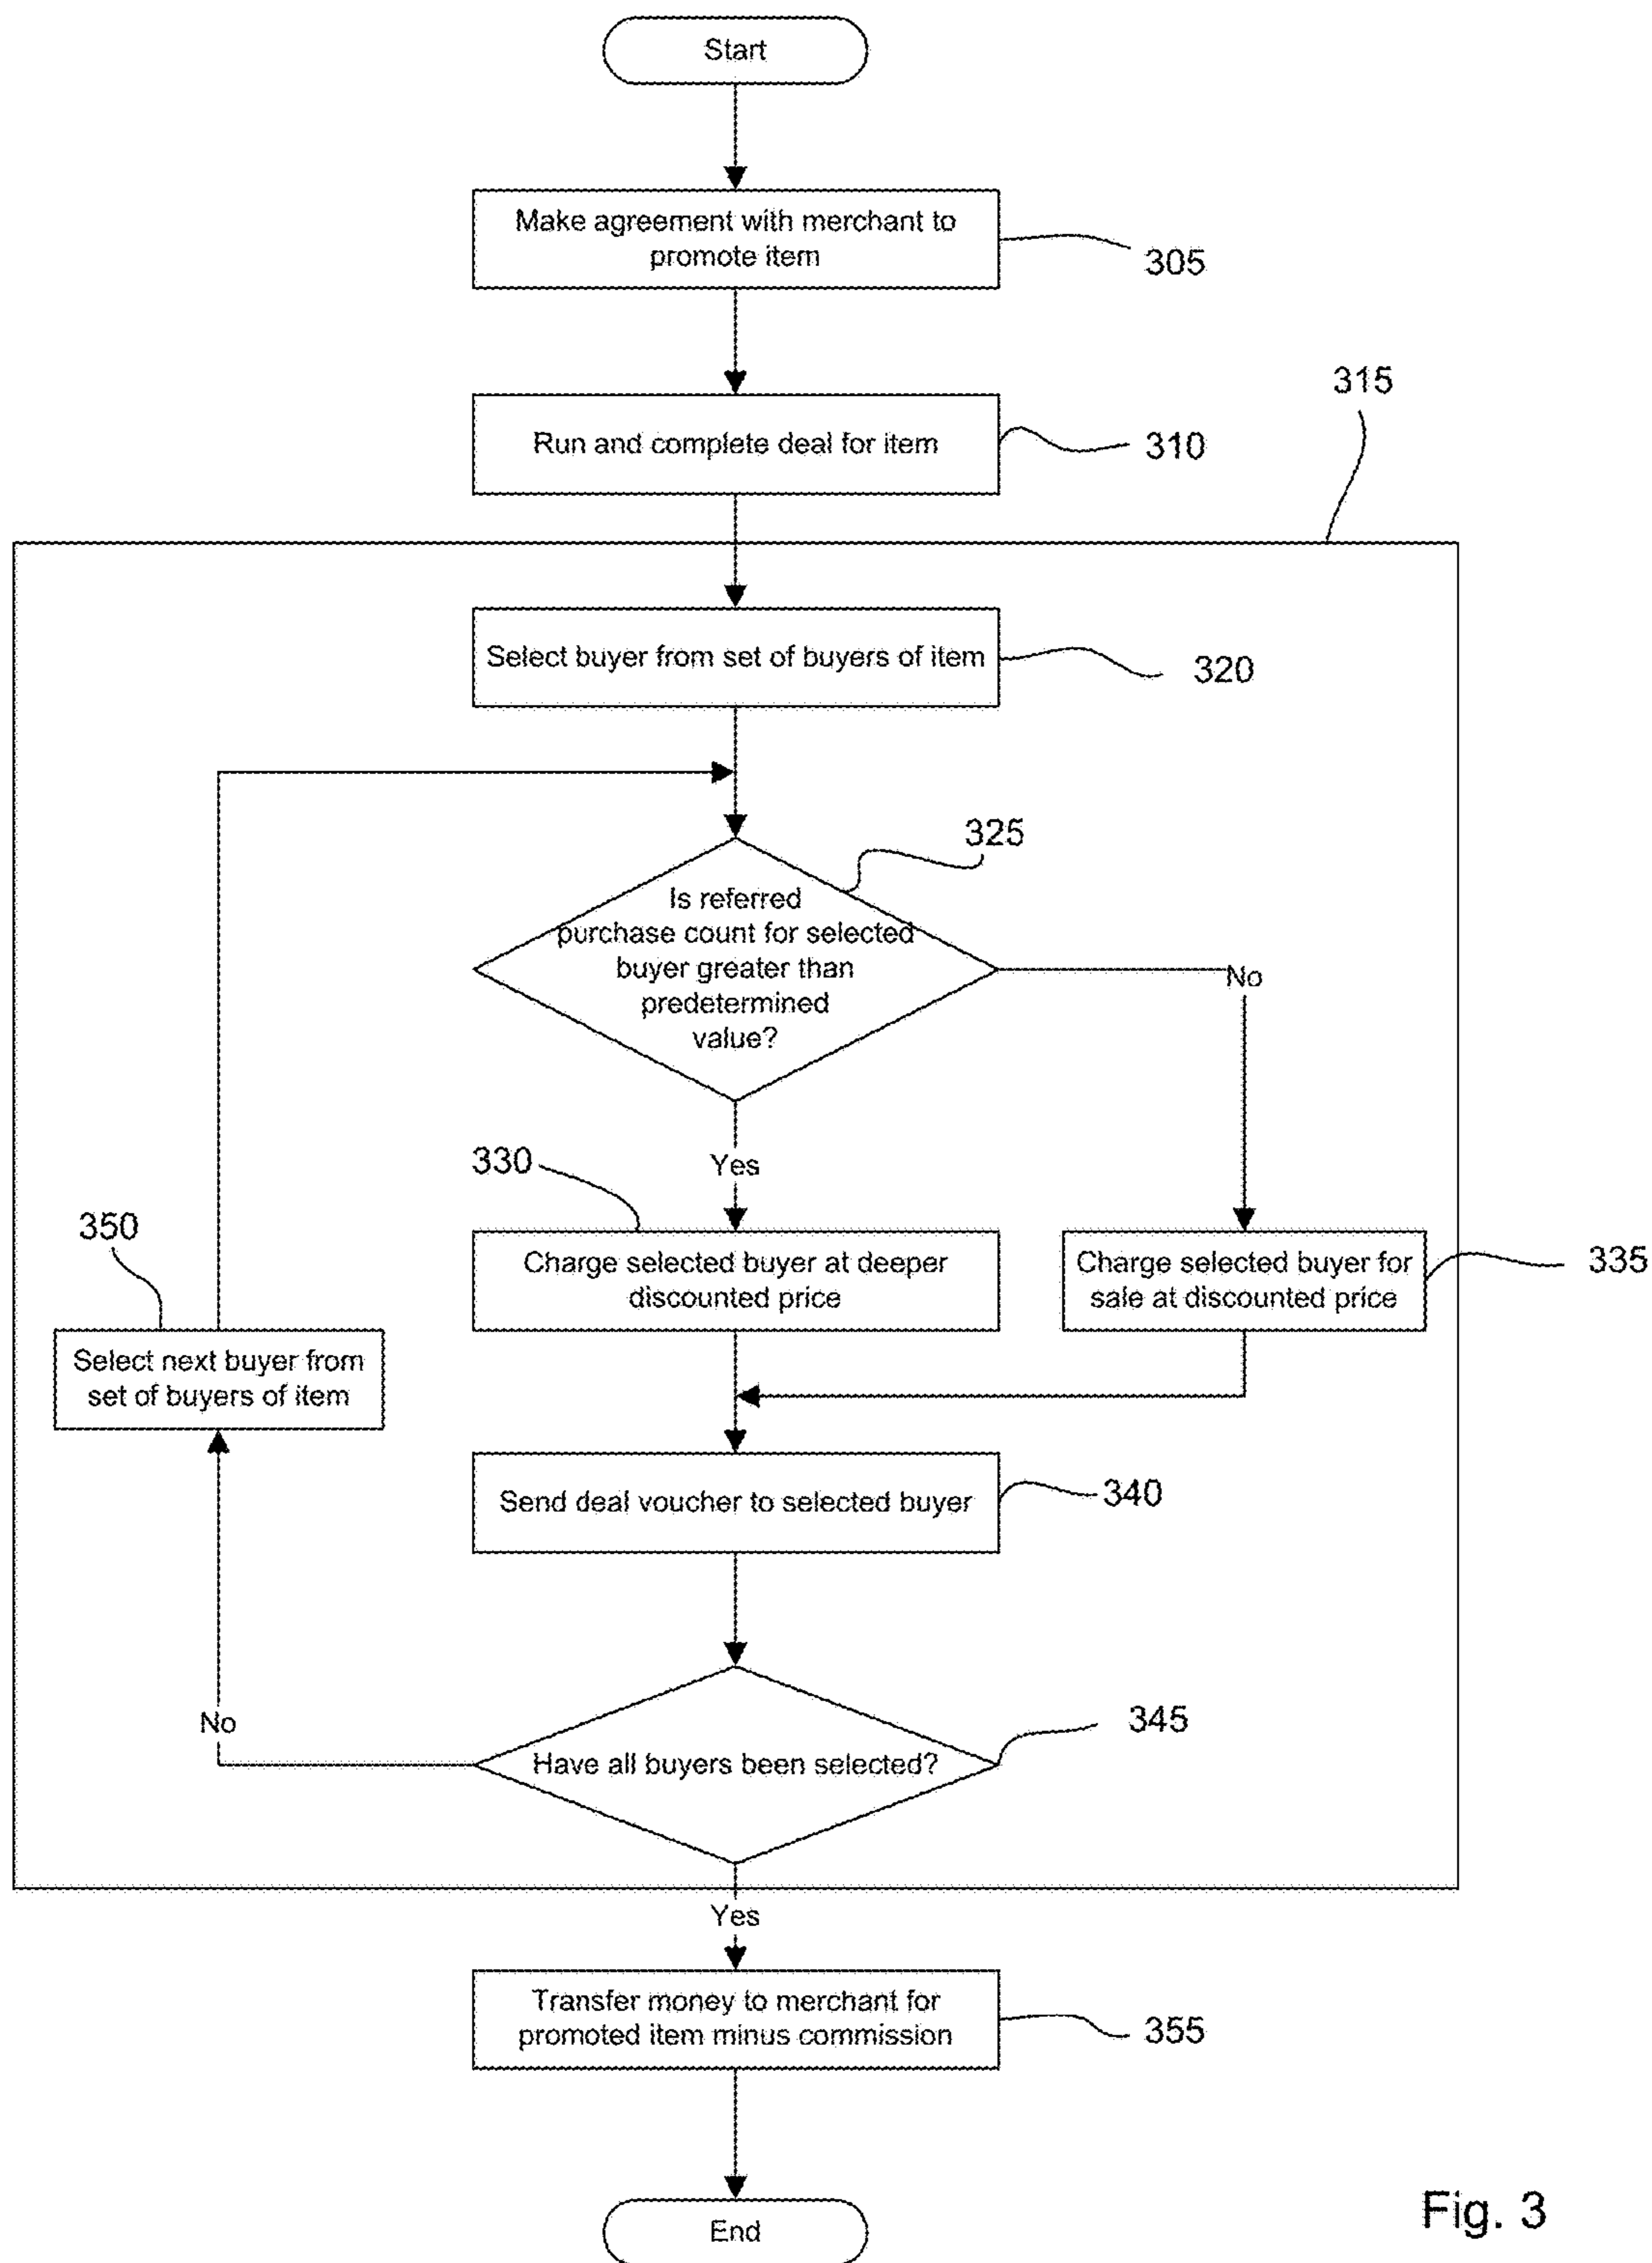 Start
Make agreement with merchant to
promote item
305
315
Run and complete deal for item
310
Select buyer from set of buyers of item
320
325
Is referred
purchase count for selected
buyer greater than
predetermined
value?
No
330
Yes
350
Charge selected buyer at deeper
discounted price
Charge selected buyer for
sale at discounted price
335
Select next buyer from
set of buyers of item
Send deal voucher to selected buyer
340
No
345
Have all buyers been selected?
Yes
Transfer money to merchant for
promoted item minus commission
355
End
Fig. 3